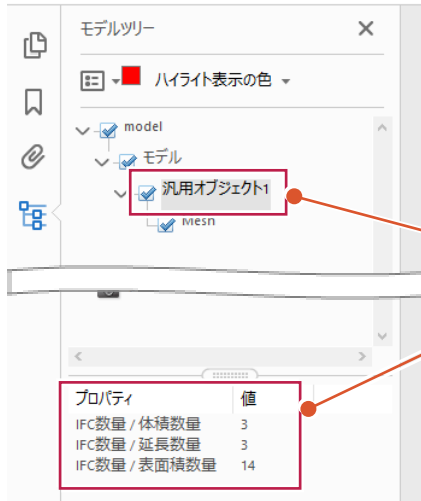 モデルツリー
ハイライト表示の色
model
モデル
汎用オブジェクト1
Mesh
プロパティ 値
IFC数量 / 体積数量 3
IFC数量 / 延長数量 3
IFC数量 / 表面積数量 14